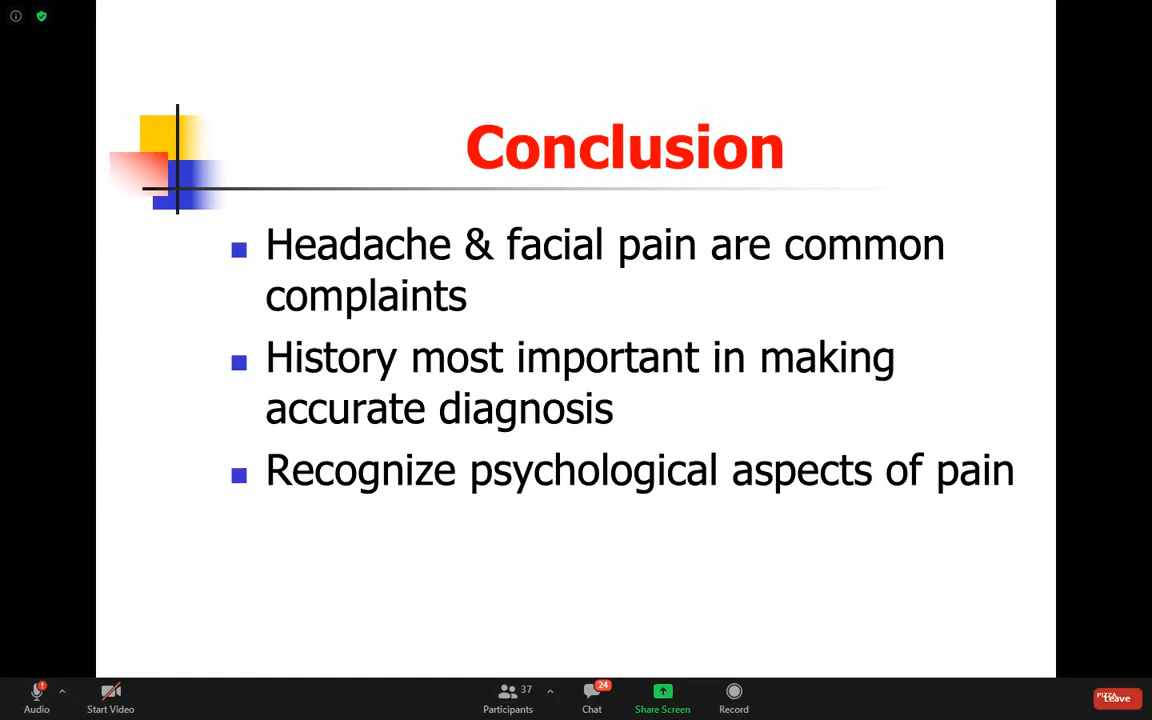 Conclusion
Headache & facial pain are common
complaints
History most important in making
accurate diagnosis
Recognize psychological aspects of pain
Audio
Start Video
37
Participants
24
Chat
Share Screen
Record
PIZZA
Leave